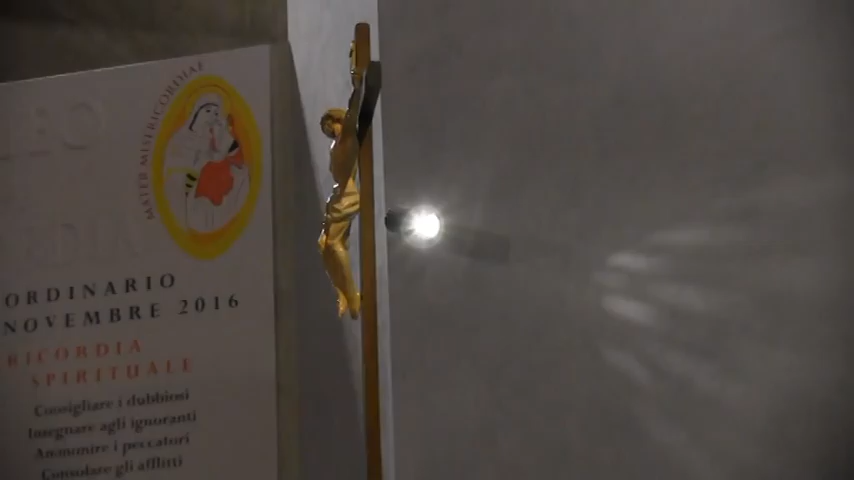 MATER MISERICORDIAE
ORDINARIO
NOVEMBRE 2016
RICORDIA
SPIRITUALE
Consigliare i dubbiosi
Insegnare agli ignoranti
Ammonire i peccatori
Consolare gli afflitti